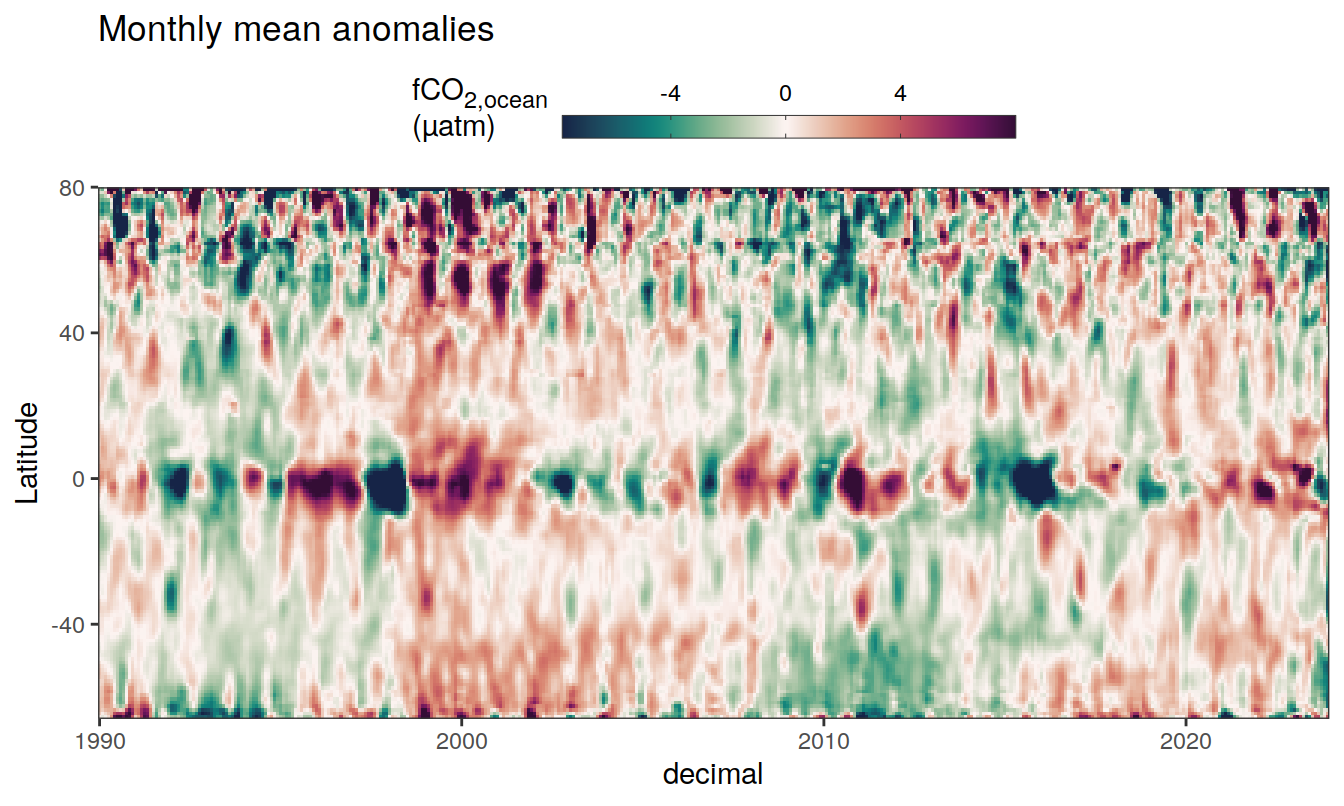 Monthly mean anomalies
fCO2,ocean
(μatm)
-4 0 4
80
40
0
-40
Latitude
1990 2000 2010 2020
decimal